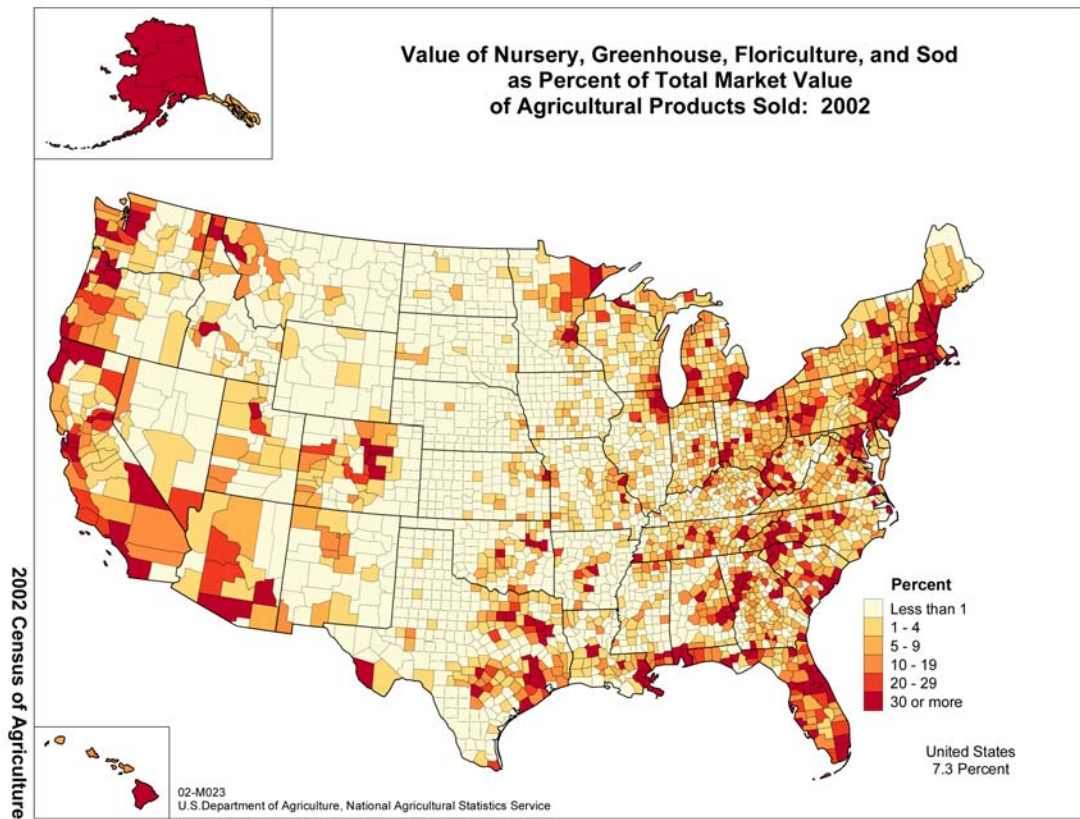 Value of Nursery, Greenhouse, Floriculture, and Sod
as Percent of Total Market Value
of Agricultural Products Sold: 2002
2002 Census of Agriculture
Percent
Less than 1
1 - 4
5 - 9
10 - 19
20 - 29
30 or more
United States
7.3 Percent
02-M023
U.S.Department of Agriculture, National Agricultural Statistics Service